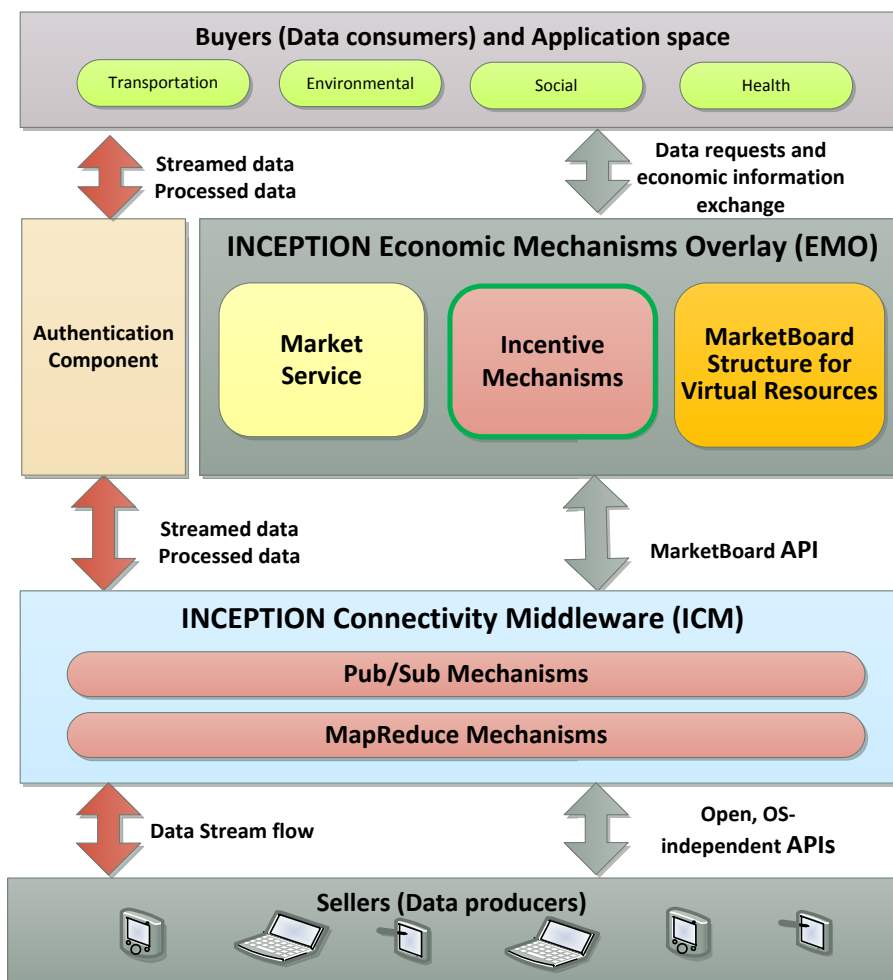 Buyers (Data consumers) and Application space
Transportation
Environmental
Social
Health
Streamed data
Processed data
Data requests and
economic information
exchange
Authentication
Component
INCEPTION Economic Mechanisms Overlay (EMO)
Market
Service
Incentive
Mechanisms
MarketBoard
Structure for
Virtual Resources
Streamed data
Processed data
MarketBoard API
INCEPTION Connectivity Middleware (ICM)
Pub/Sub Mechanisms
MapReduce Mechanisms
Data Stream flow
Open, OS-
independent APIs
Sellers (Data producers)